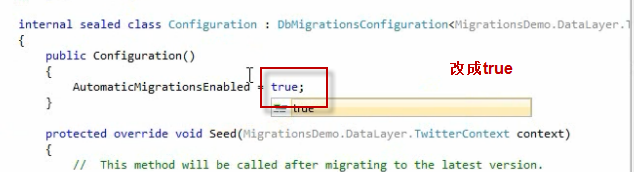 internal sealed class Configuration : DbMigrationsConfiguration<MigrationsDemo.DataLayer.
{
public Configuration()
{
AutomaticMigrationsEnabled = true;
改成true
true
}
protected override void Seed(MigrationsDemo.DataLayer.TwitterContext context)
{
//  This method will be called after migrating to the latest version.